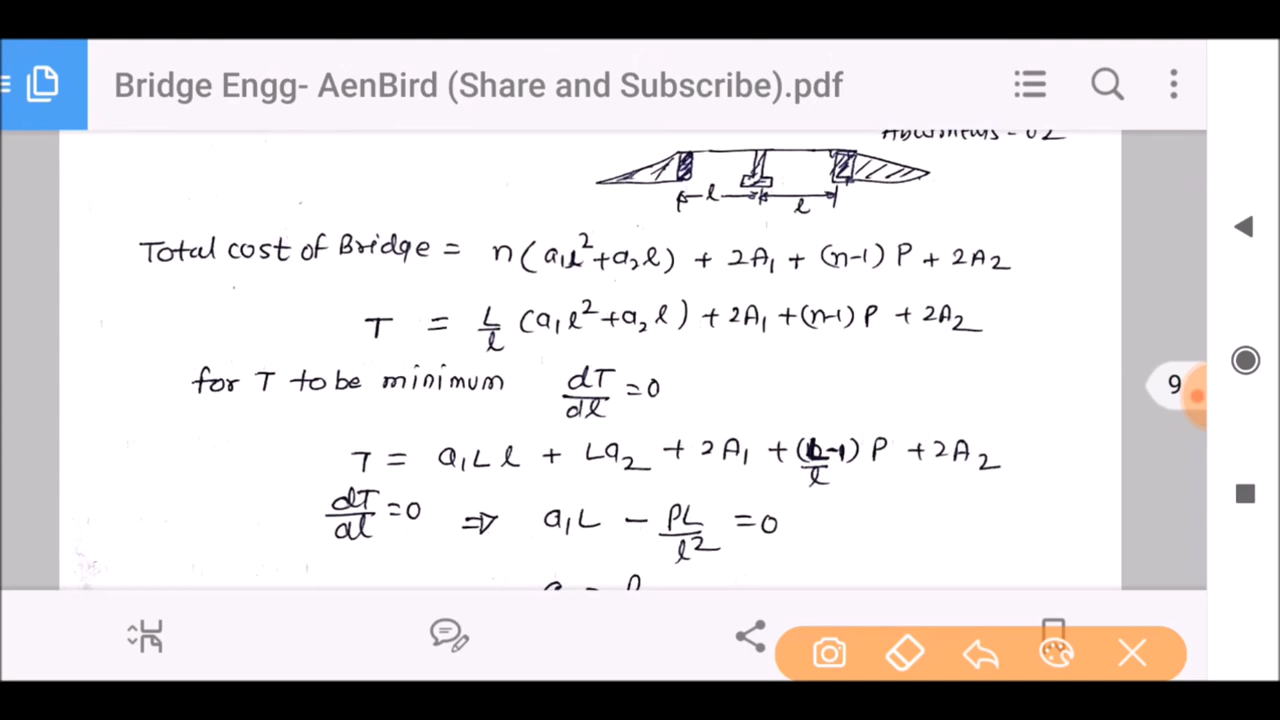 Bridge Engg- AenBird (Share and Subscribe).pdf
l l
Total cost of Bridge = n(a₁l²+a₂l) + 2A₁ + (n-1) P + 2A₂
T = L/l (a₁l²+a₂l) + 2A₁ + (n-1) P + 2A₂
for T to be minimum dT/dl = 0
T = a₁Ll + La₂ + 2A₁ + (L/l-1) P + 2A₂
9
dT/dl = 0 ⇒ a₁L - PL/l² = 0